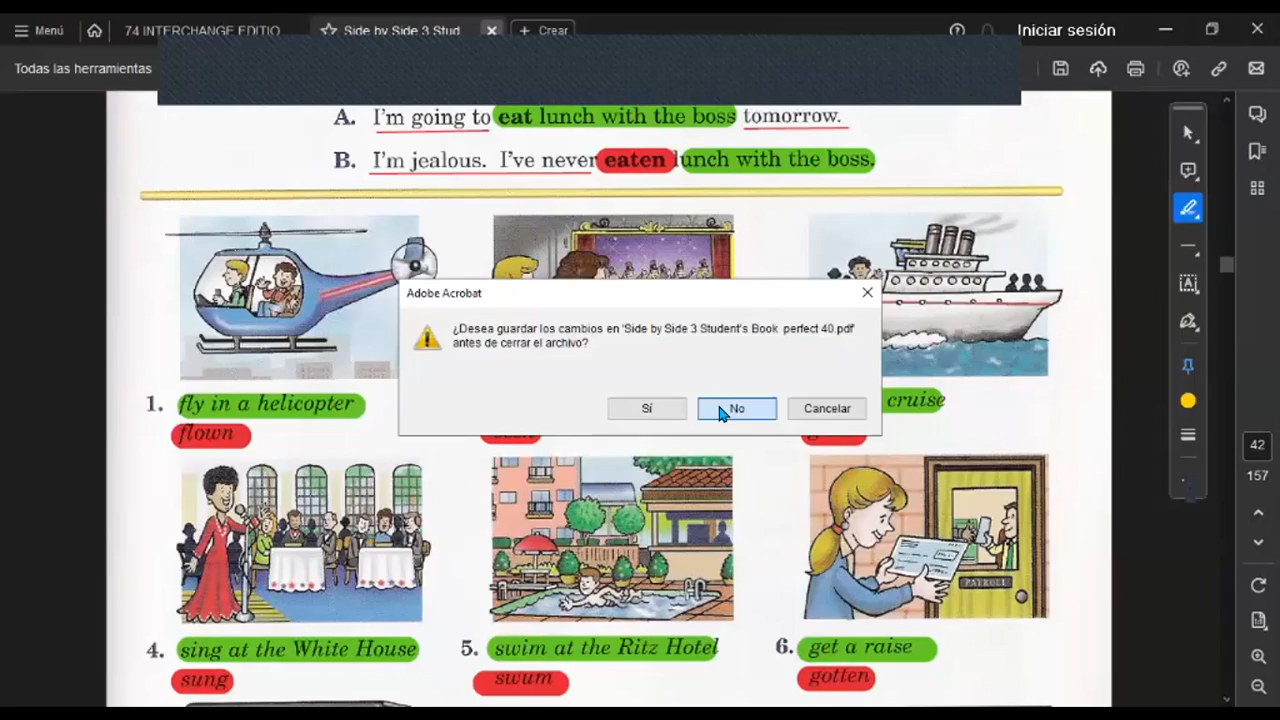 Menú
74 INTERCHANGE EDITIO
Side by Side 3 Stud
Crear
Iniciar sesión
Todas las herramientas
A. I'm going to eat lunch with the boss tomorrow.
B. I'm jealous. I've never eaten lunch with the boss.
Adobe Acrobat
¿Desea guardar los cambios en 'Side by Side 3 Student's Book perfect 40.pdf'
antes de cerrar el archivo?
Sí
No
Cancelar
1. fly in a helicopter
flown
cruise
42
157
PAYROLL
4. sing at the White House
sung
5. swim at the Ritz Hotel
swum
6. get a raise
gotten